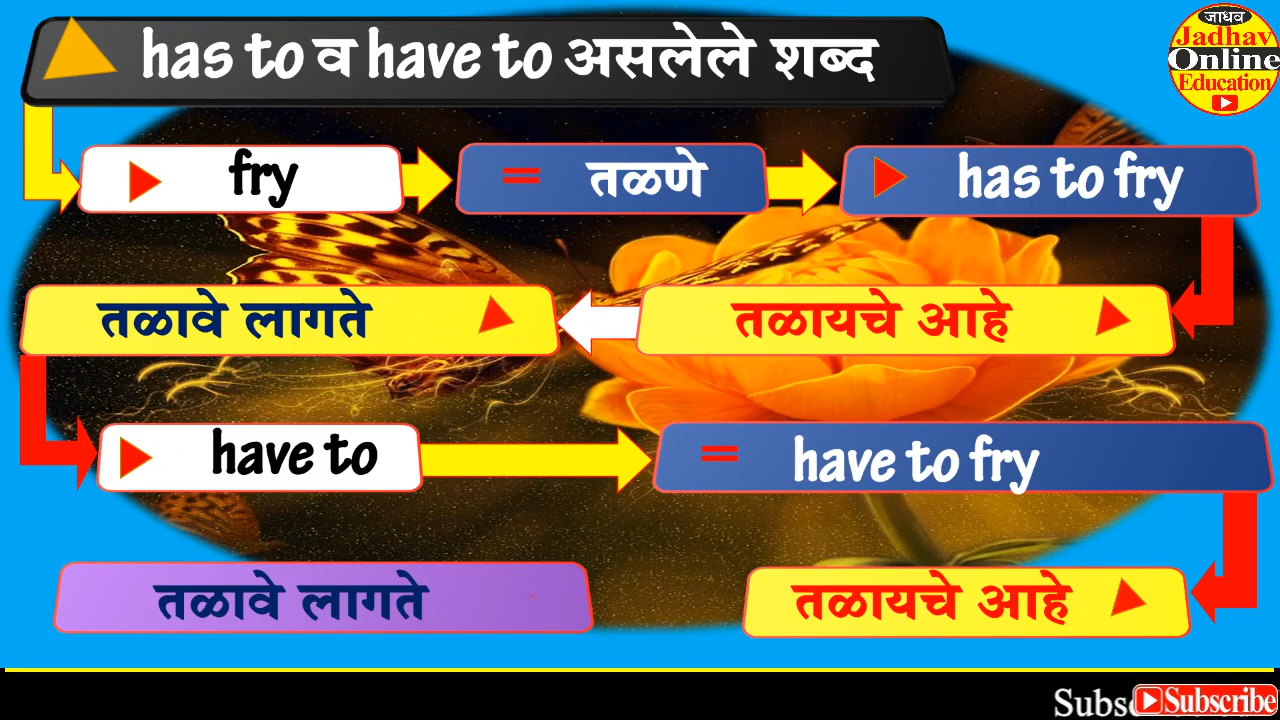 has to व have to असलेले शब्द
जाधव
Jadhav
Online
Education
fry
= तळणे
has to fry
तळायचे आहे
तळावे लागते
have to
= have to fry
तळायचे आहे
तळावे लागते
Subs
Subscribe